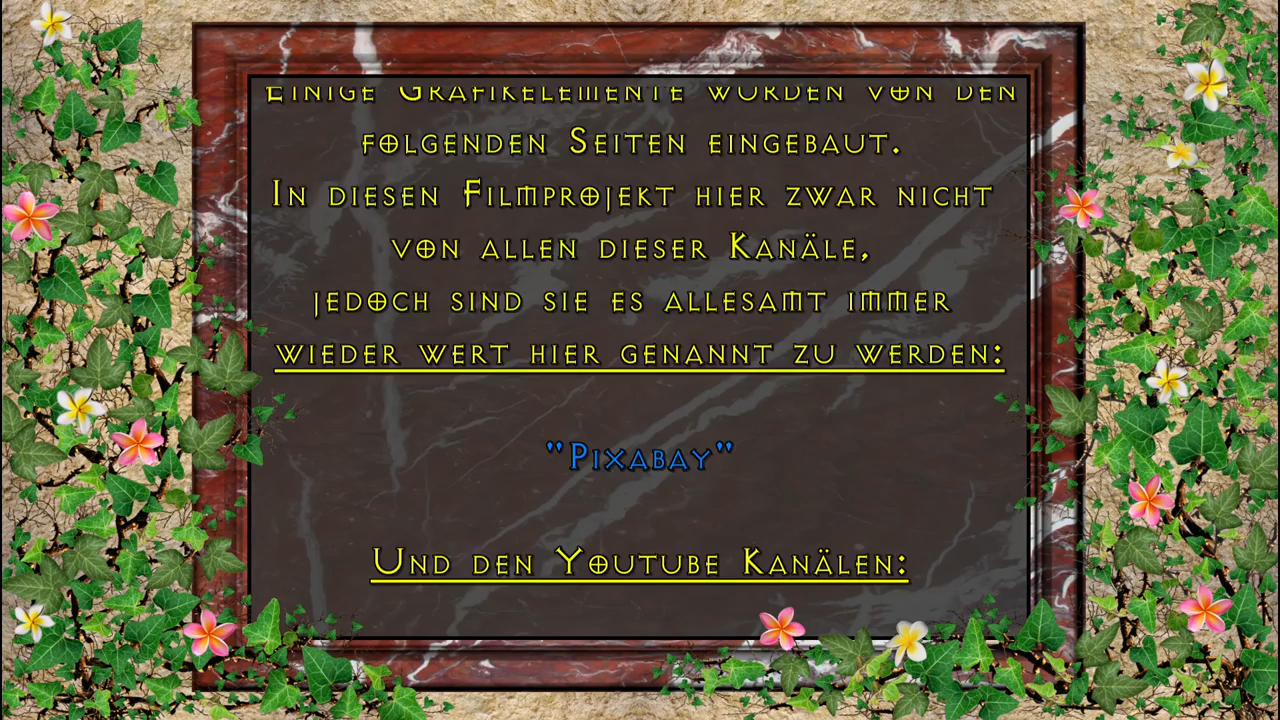 Einige Grafikelemente wurden von den
folgenden Seiten eingebaut.
In diesen Filmprojekt hier zwar nicht
von allen dieser Kanäle,
jedoch sind sie es allesamt immer
wieder wert hier genannt zu werden:
"Pixabay"
Und den Youtube Kanälen: